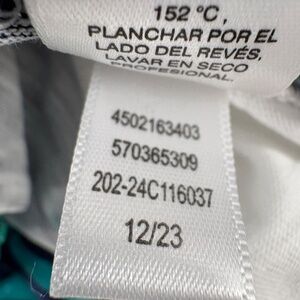 152 °C,
PLANCHAR POR EL
LADO DEL REVÉS,
LAVAR EN SECO
PROFESIONAL.
4502163403
570365309
202-24C116037
12/23